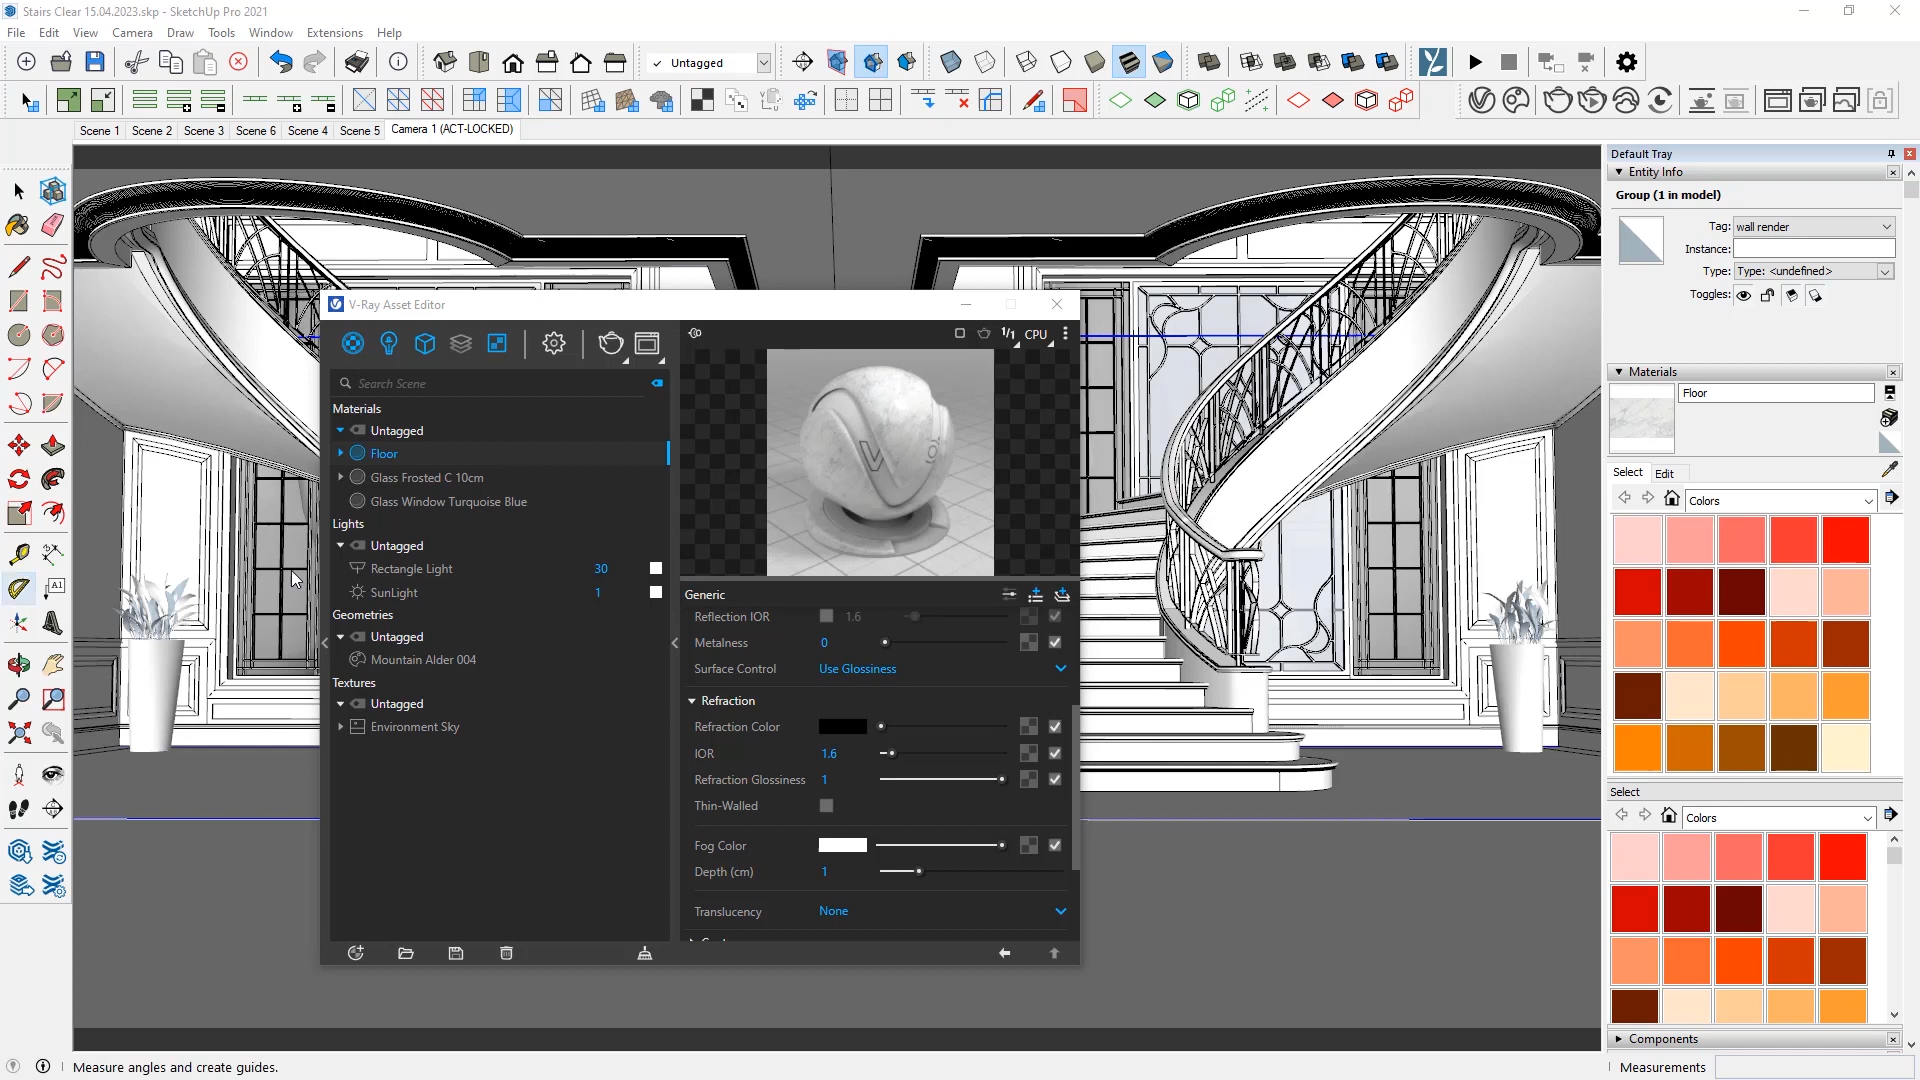 Stairs Clear 15.04.2023.skp - SketchUp Pro 2021
File Edit View Camera Draw Tools Window Extensions Help
Untagged
Scene 1 Scene 2 Scene 3 Scene 6 Scene 4 Scene 5 Camera 1 (ACT-LOCKED)
V-Ray Asset Editor
1/1 CPU
Search Scene
Materials
Untagged
Floor
Glass Frosted C 10cm
Glass Window Turquoise Blue
Lights
Untagged
Rectangle Light 30
SunLight 1
Geometries
Untagged
Mountain Alder 004
Textures
Untagged
Environment Sky
Generic
Reflection IOR 1.6
Metalness 0
Surface Control Use Glossiness
Refraction
Refraction Color
IOR 1.6
Refraction Glossiness 1
Thin-Walled
Fog Color
Depth (cm) 1
Translucency None
Default Tray
Entity Info
Group (1 in model)
Tag: wall render
Instance:
Type: Type: <undefined>
Toggles:
Materials
Floor
Select Edit
Colors
Select
Colors
Components
A1
Measure angles and create guides.
Measurements